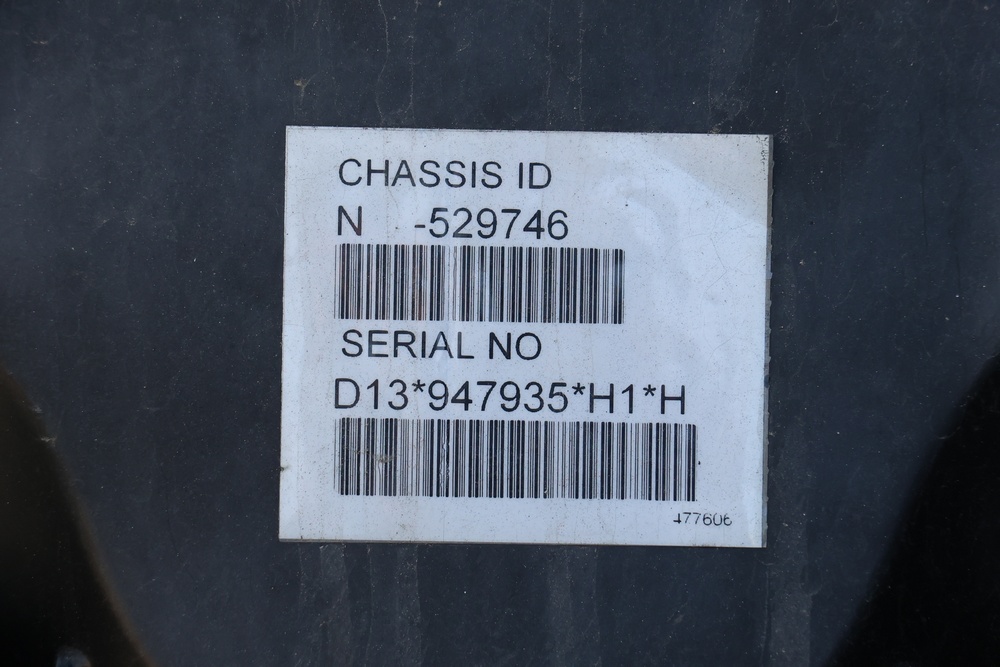 CHASSIS ID
N -529746
SERIAL NO
D13*947935*H1*H